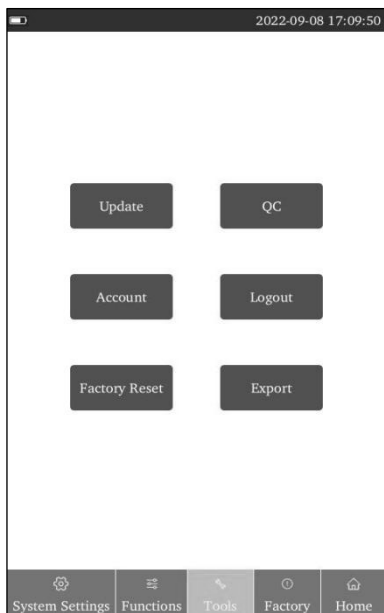 2022-09-08 17:09:50
Update QC
Account Logout
Factory Reset Export
System Settings Functions Tools Factory Home